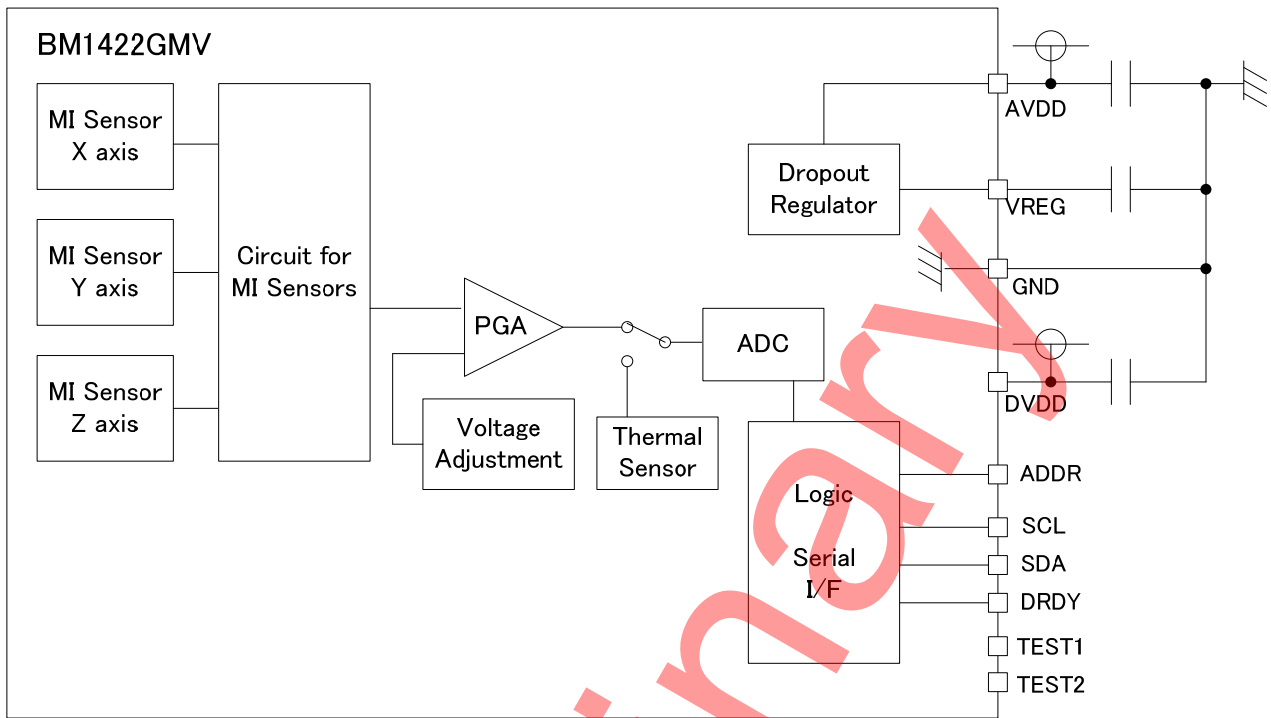 BM1422GMV
MI Sensor
X axis
MI Sensor
Y axis
MI Sensor
Z axis
Circuit for
MI Sensors
PGA
Voltage
Adjustment
Thermal
Sensor
ADC
Dropout
Regulator
Logic
Serial
I/F
AVDD
VREG
GND
DVDD
ADDR
SCL
SDA
DRDY
TEST1
TEST2
inary